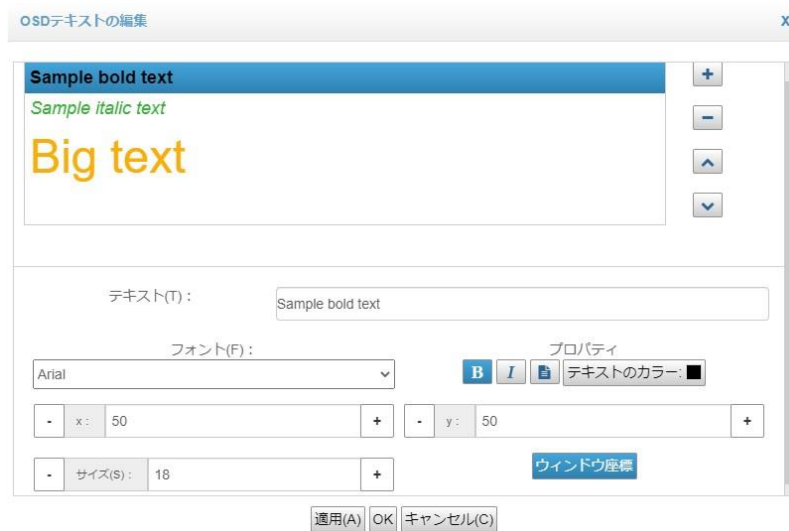 OSDテキストの編集
X
Sample bold text
Sample italic text
Big text
テキスト(T) :
Sample bold text
フォント(F) :
プロパティ
Arial
B I テキストのカラー:
- x : 50 +
- y : 50 +
- サイズ(S) : 18 +
ウィンドウ座標
適用(A) OK キャンセル(C)